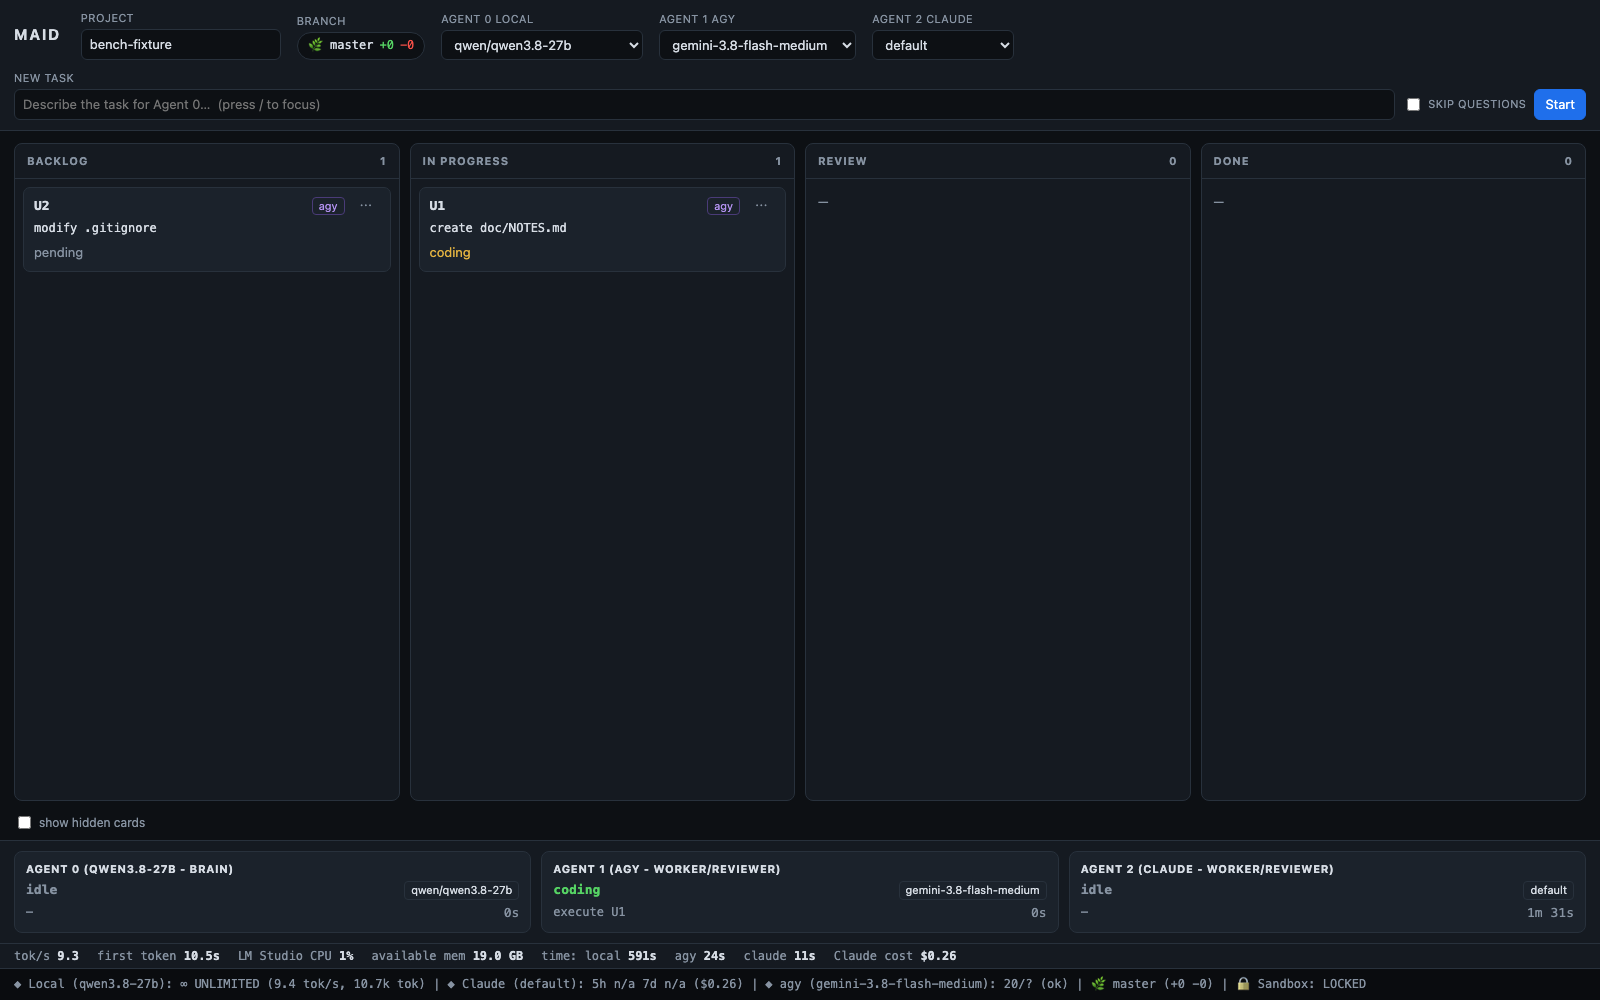 MAID
PROJECT
bench-fixture
BRANCH
master +0 −0
AGENT 0 LOCAL
qwen/qwen3.8-27b
AGENT 1 AGY
gemini-3.8-flash-medium
AGENT 2 CLAUDE
default
NEW TASK
Describe the task for Agent 0… (press / to focus)
SKIP QUESTIONS
Start
BACKLOG 1
U2 agy ···
modify .gitignore
pending
IN PROGRESS 1
U1 agy ···
create doc/NOTES.md
coding
REVIEW 0
—
DONE 0
—
show hidden cards
AGENT 0 (QWEN3.8-27B - BRAIN)
idle qwen/qwen3.8-27b
— 0s
AGENT 1 (AGY - WORKER/REVIEWER)
coding gemini-3.8-flash-medium
execute U1 0s
AGENT 2 (CLAUDE - WORKER/REVIEWER)
idle default
— 1m 31s
tok/s 9.3 first token 10.5s LM Studio CPU 1% available mem 19.0 GB time: local 591s agy 24s claude 11s Claude cost $0.26
◆ Local (qwen3.8-27b): ∞ UNLIMITED (9.4 tok/s, 10.7k tok) | ◆ Claude (default): 5h n/a 7d n/a ($0.26) | ◆ agy (gemini-3.8-flash-medium): 20/? (ok) | 🌿 master (+0 −0) | 🔒 Sandbox: LOCKED